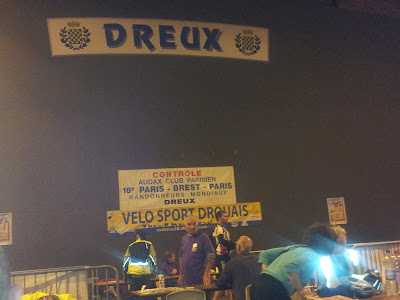 DREUX
CONTROLE
AUDAX CLUB PARISIEN
18e PARIS - BREST - PARIS
RANDONNEURS MONDIAUX
DREUX
VELO SPORT DROUAIS